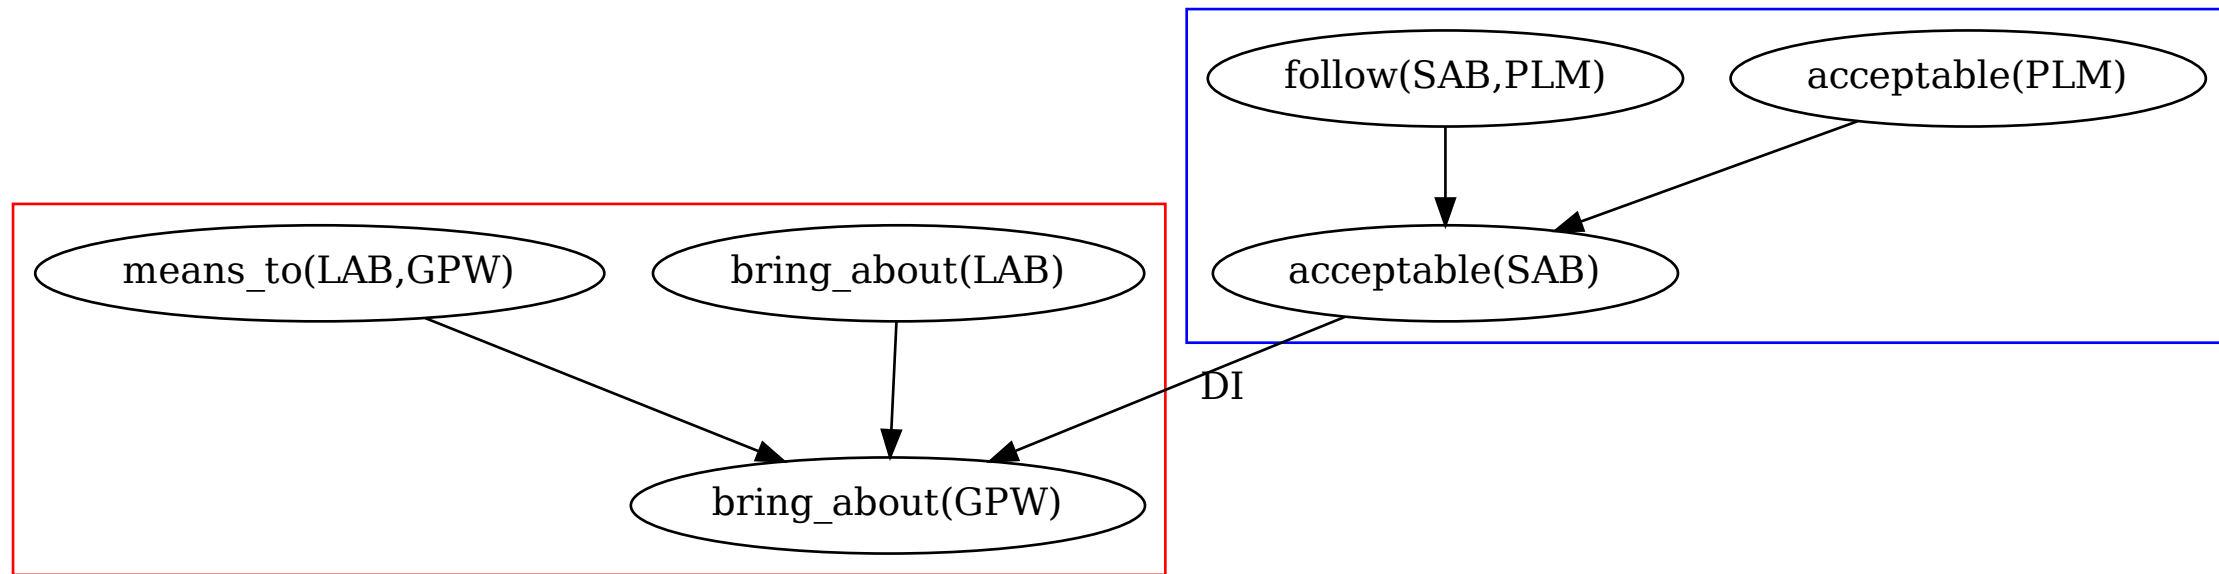 follow(SAB,PLM)
acceptable(PLM)
means_to(LAB,GPW)
bring_about(LAB)
acceptable(SAB)
DI
bring_about(GPW)